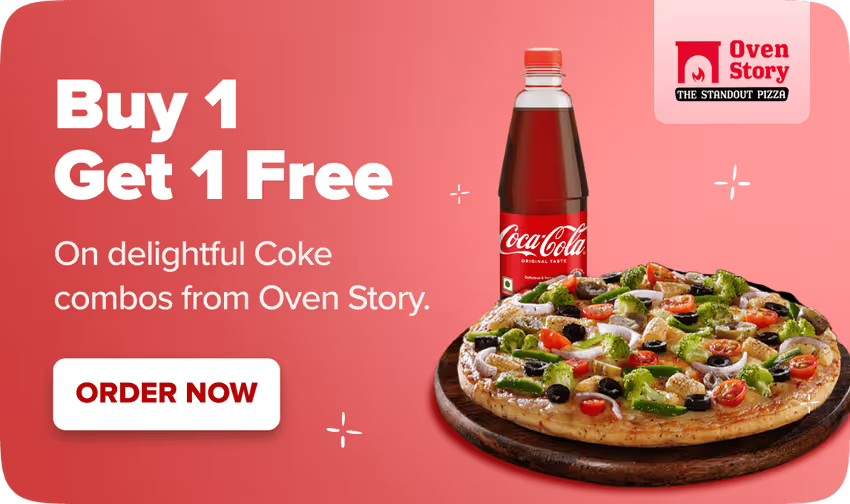 Buy 1
Get 1 Free
On delightful Coke
combos from Oven Story.
ORDER NOW
Oven
Story
THE STANDOUT PIZZA
Coca-Cola
ORIGINAL TASTE